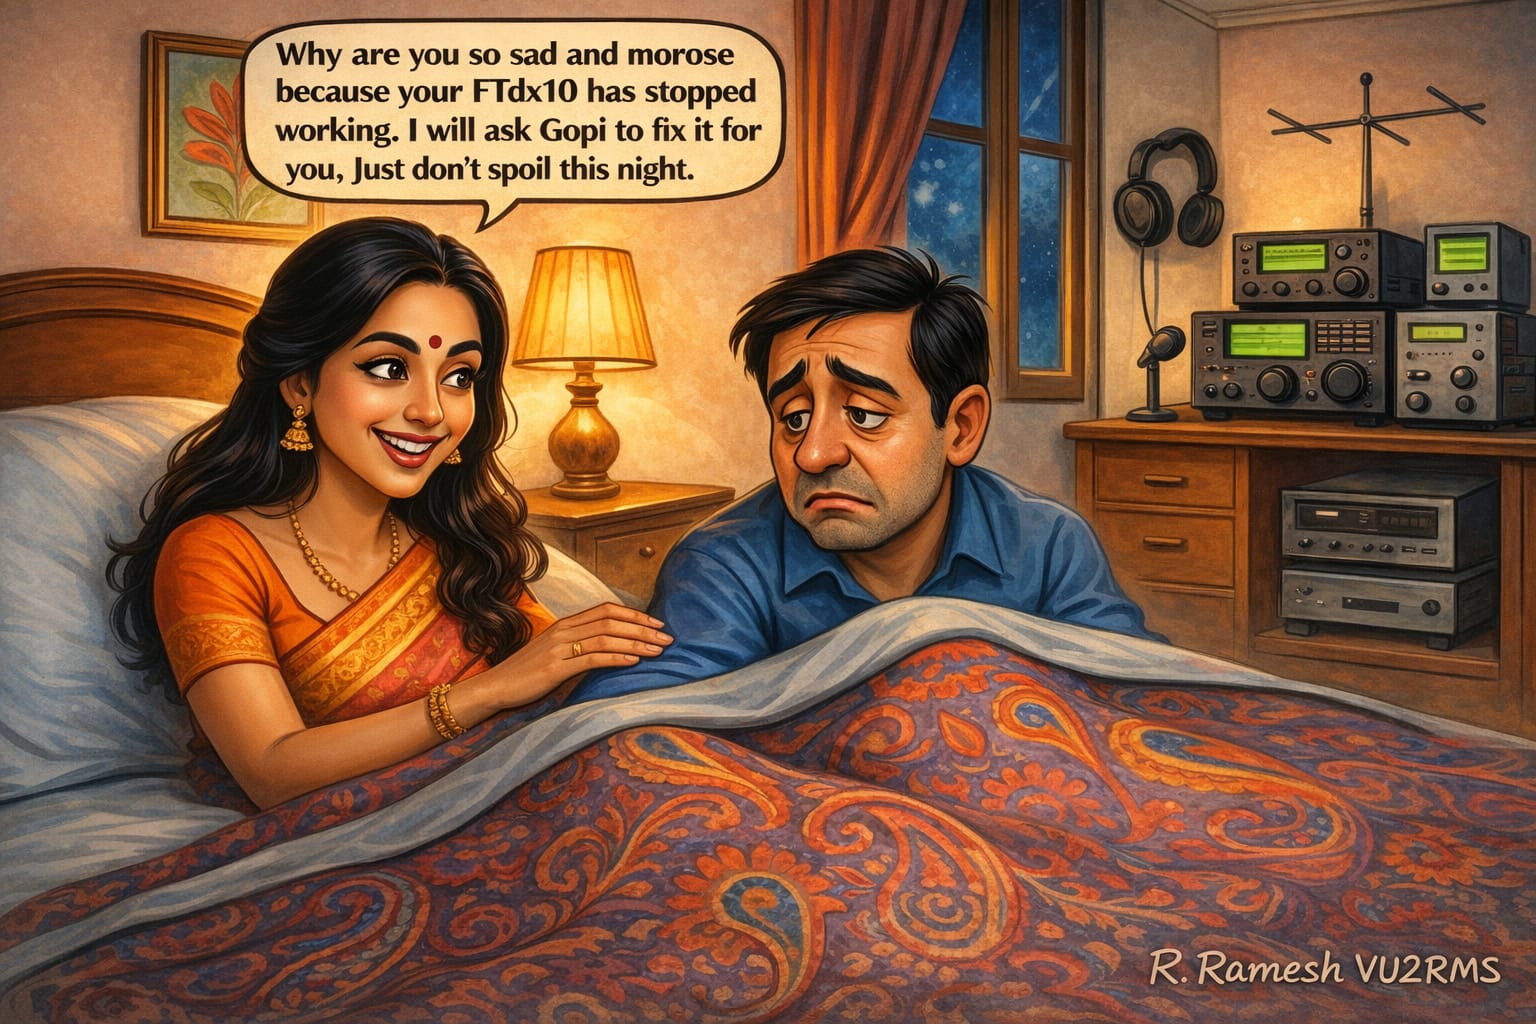 Why are you so sad and morose
because your FTdx10 has stopped
working. I will ask Gopi to fix it for
you, Just don't spoil this night.
R. Ramesh VU2RMS